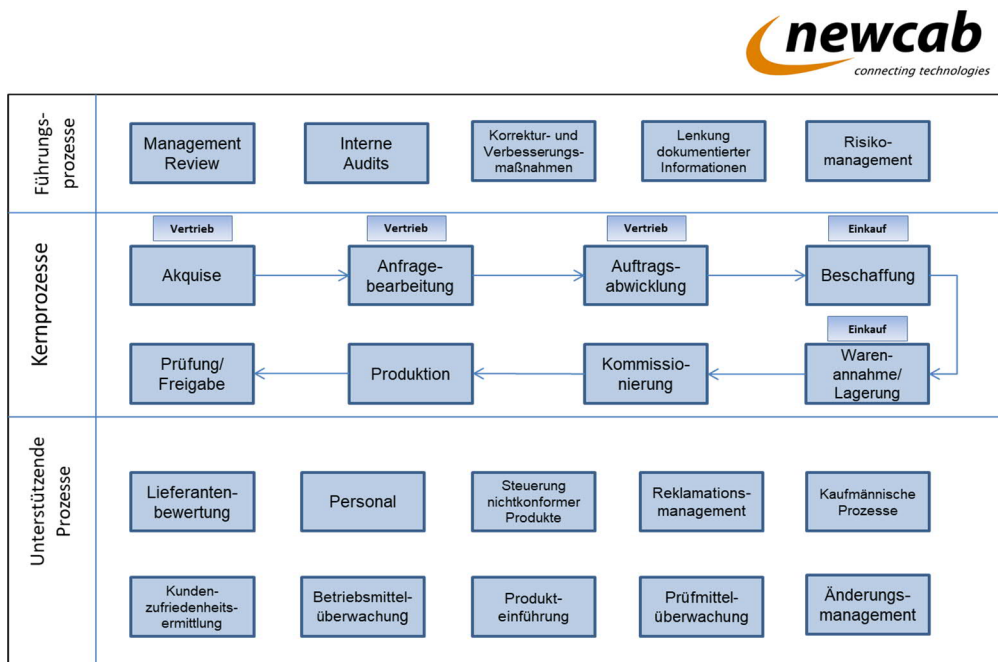 newcab
connecting technologies
Führungs-
prozesse
Management
Review
Interne
Audits
Korrektur- und
Verbesserungs-
maßnahmen
Lenkung
dokumentierter
Informationen
Risiko-
management
Kernprozesse
Vertrieb
Akquise
Vertrieb
Anfrage-
bearbeitung
Vertrieb
Auftrags-
abwicklung
Einkauf
Beschaffung
Einkauf
Waren-
annahme/
Lagerung
Kommissio-
nierung
Produktion
Prüfung/
Freigabe
Unterstützende
Prozesse
Lieferanten-
bewertung
Personal
Steuerung
nichtkonformer
Produkte
Reklamations-
management
Kaufmännische
Prozesse
Kunden-
zufriedenheits-
ermittlung
Betriebsmittel-
überwachung
Produkt-
einführung
Prüfmittel-
überwachung
Änderungs-
management